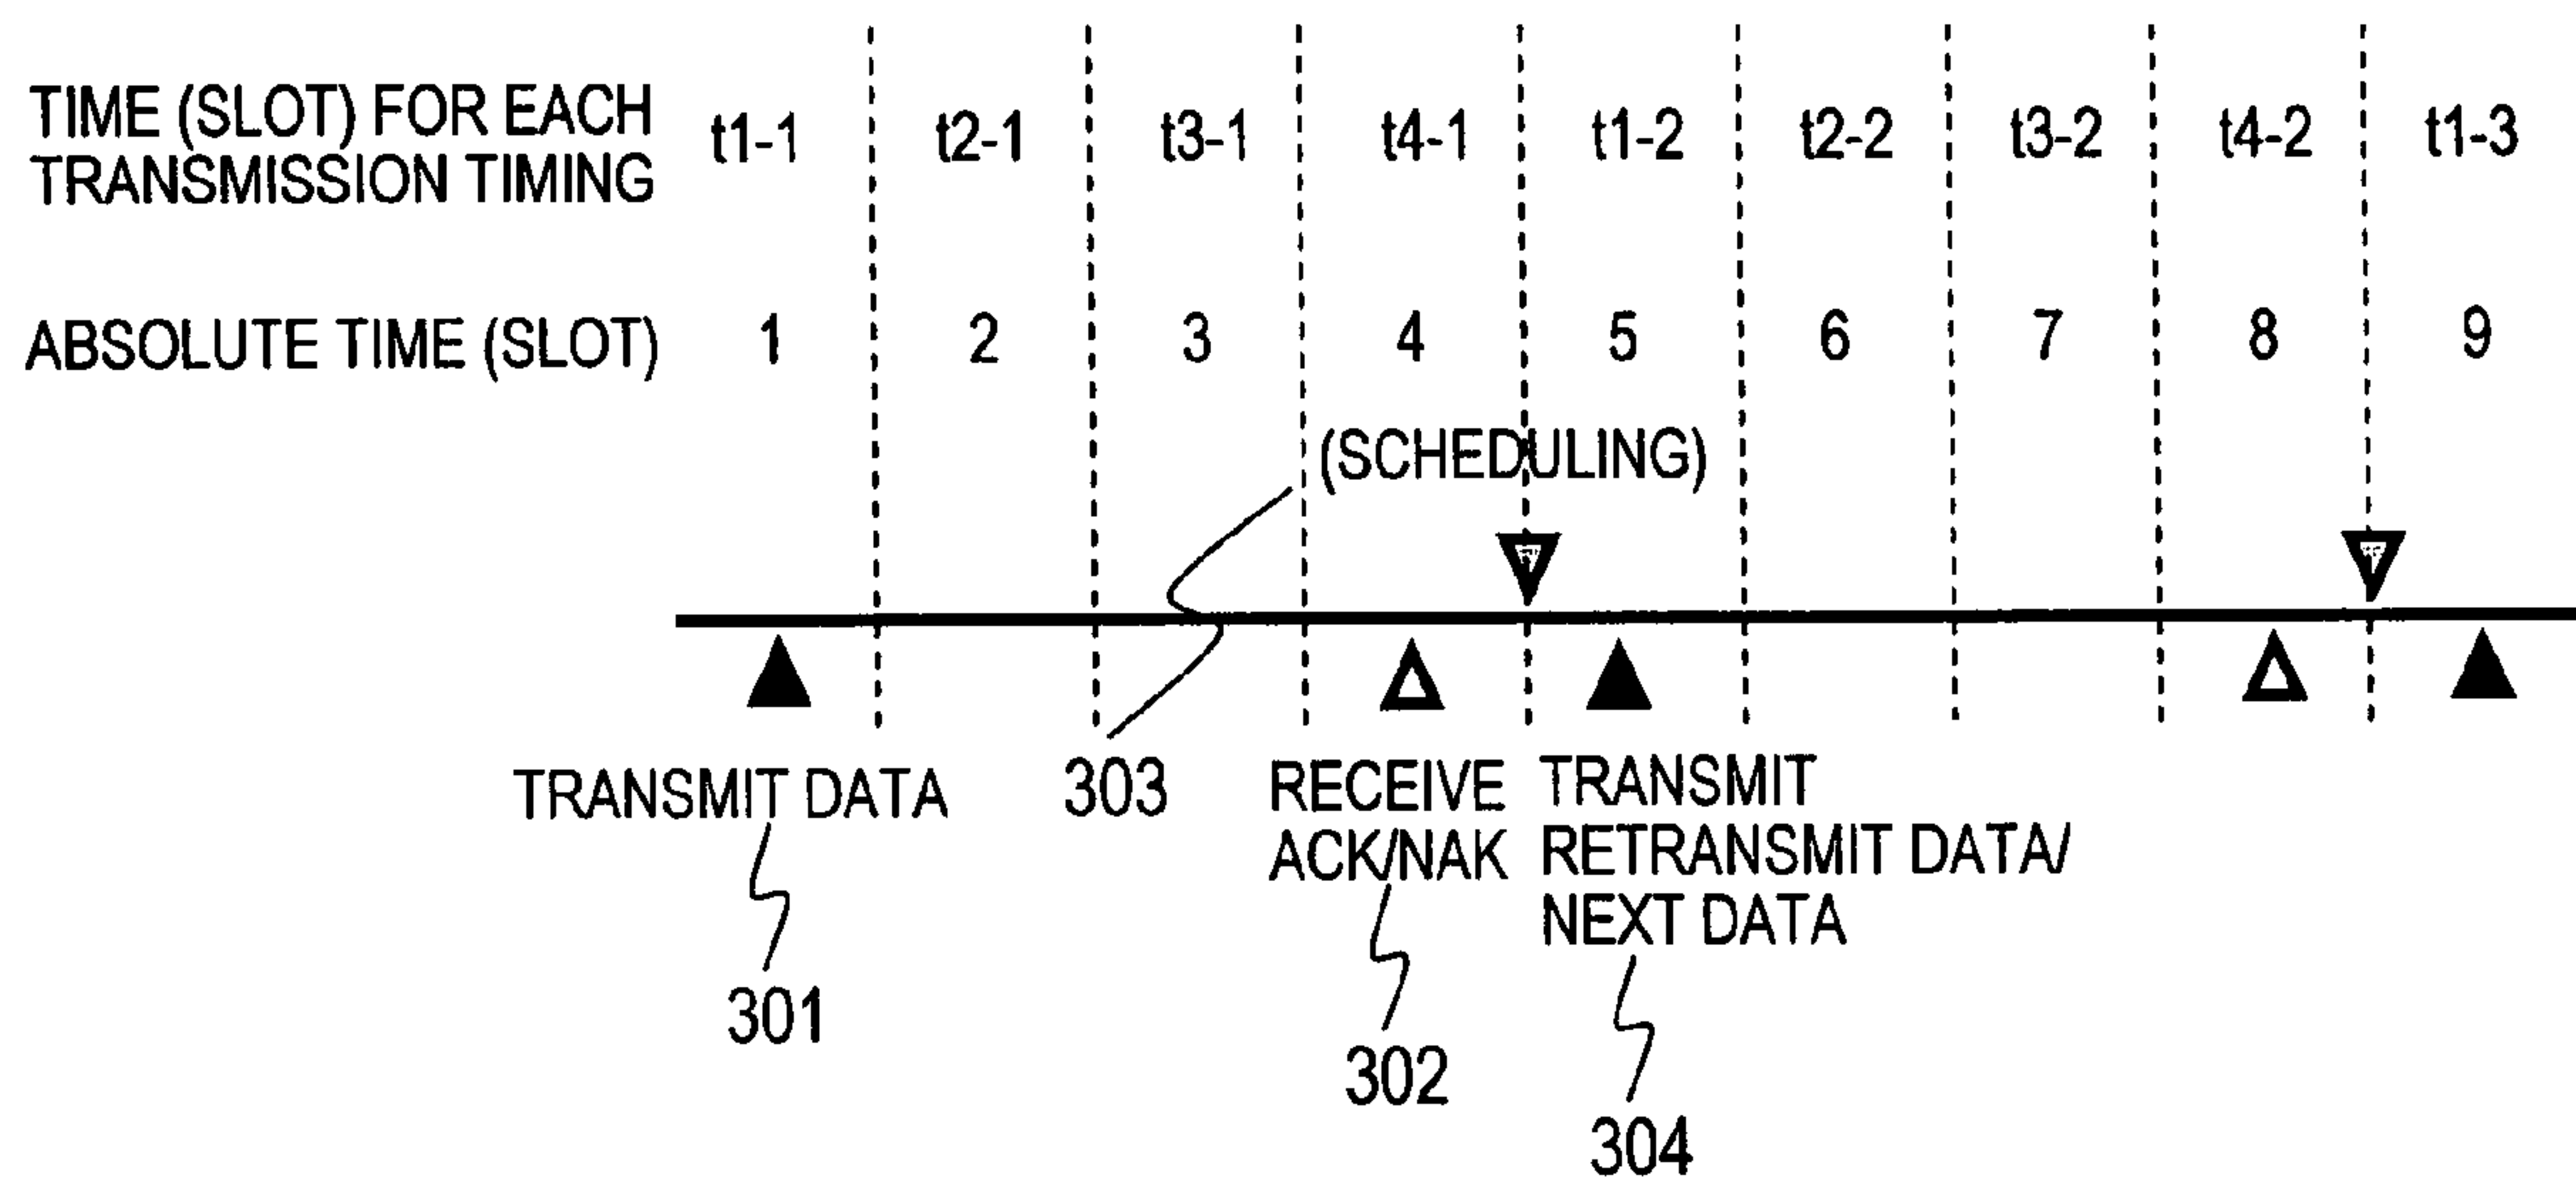 TIME (SLOT) FOR EACH
TRANSMISSION TIMING
t1-1 t2-1 t3-1 t4-1 t1-2 t2-2 t3-2 t4-2 t1-3
ABSOLUTE TIME (SLOT) 1 2 3 4 5 6 7 8 9
(SCHEDULING)
TRANSMIT DATA
301
303
RECEIVE
ACK/NAK
302
TRANSMIT
RETRANSMIT DATA/
NEXT DATA
304